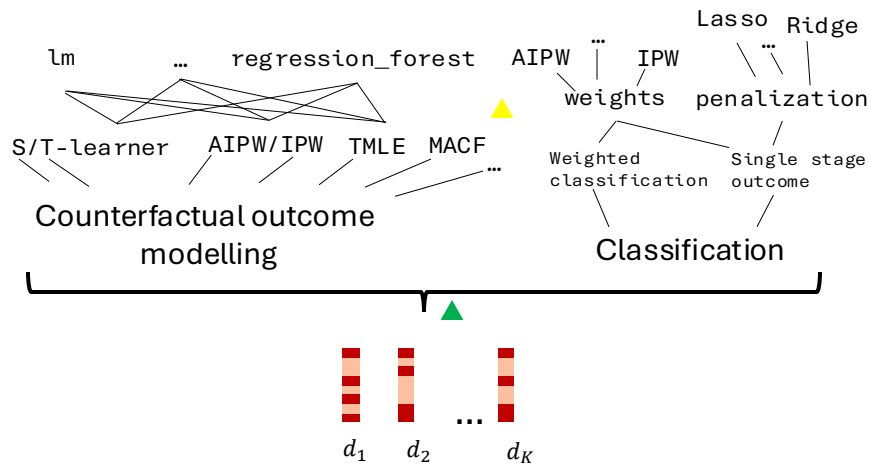 Lasso
Ridge
...
lm
...
regression_forest
AIPW
...
IPW
weights
penalization
S/T-learner
AIPW/IPW
TMLE
MACF
...
Weighted
classification
Single stage
outcome
Counterfactual outcome
modelling
Classification
...
d₁
d₂
d_K